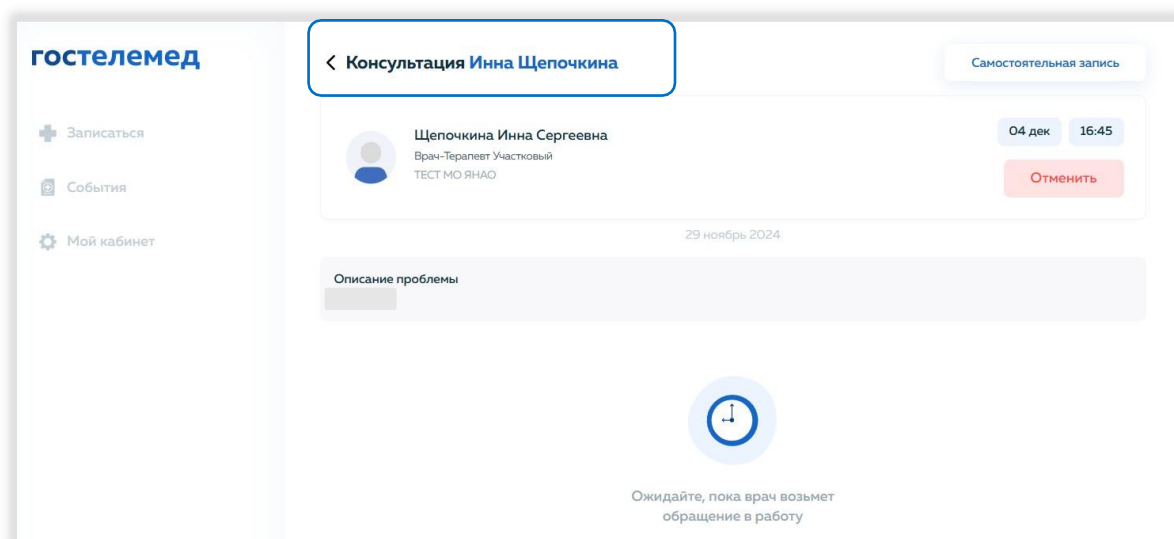 гостелемед
Записаться
События
Мой кабинет
Консультация Инна Щепочкина
Самостоятельная запись
Щепочкина Инна Сергеевна
Врач-Терапевт Участковый
ТЕСТ МО ЯНАО
04 дек 16:45
Отменить
29 ноябрь 2024
Описание проблемы
Ожидайте, пока врач возьмет
обращение в работу